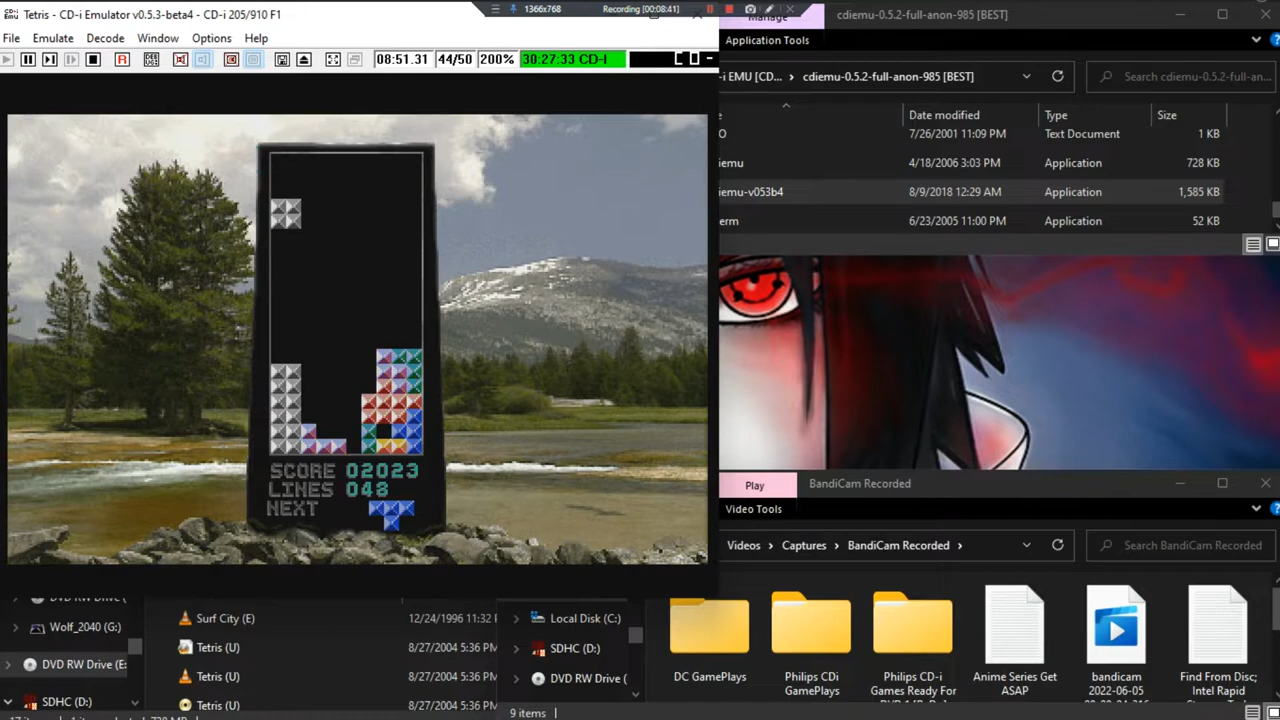 Tetris - CD-i Emulator v0.5.3-beta4 - CD-i 205/910 F1
1366x768
Recording [00:08:41]
File Emulate Decode Window Options Help
08:51.31 44/50 200% 30:27:33 CD-I
SCORE 02023
LINES 048
NEXT
Manage
cdiemu-0.5.2-full-anon-985 [BEST]
Application Tools
-i EMU [CD... > cdiemu-0.5.2-full-anon-985 [BEST]
Search cdiemu-0.5.2-full-an...
Date modified Type Size
O 7/26/2001 11:09 PM Text Document 1 KB
iemu 4/18/2006 3:03 PM Application 728 KB
iemu-v053b4 8/9/2018 12:29 AM Application 1,585 KB
erm 6/23/2005 11:00 PM Application 52 KB
Play
BandiCam Recorded
Video Tools
Videos > Captures > BandiCam Recorded >
Search BandiCam Recorded
DC GamePlays
Philips CDi GamePlays
Philips CD-i Games Ready For
Anime Series Get ASAP
bandicam 2022-06-05
Find From Disc; Intel Rapid
9 items
DVD RW Drive (
Wolf_2040 (G:)
DVD RW Drive (E:
SDHC (D:)
Surf City (E) 12/24/1996 11:32
Tetris (U) 8/27/2004 5:36 PM
Tetris (U) 8/27/2004 5:36 PM
Tetris (U) 8/27/2004 5:36 PM
Local Disk (C:)
SDHC (D:)
DVD RW Drive (